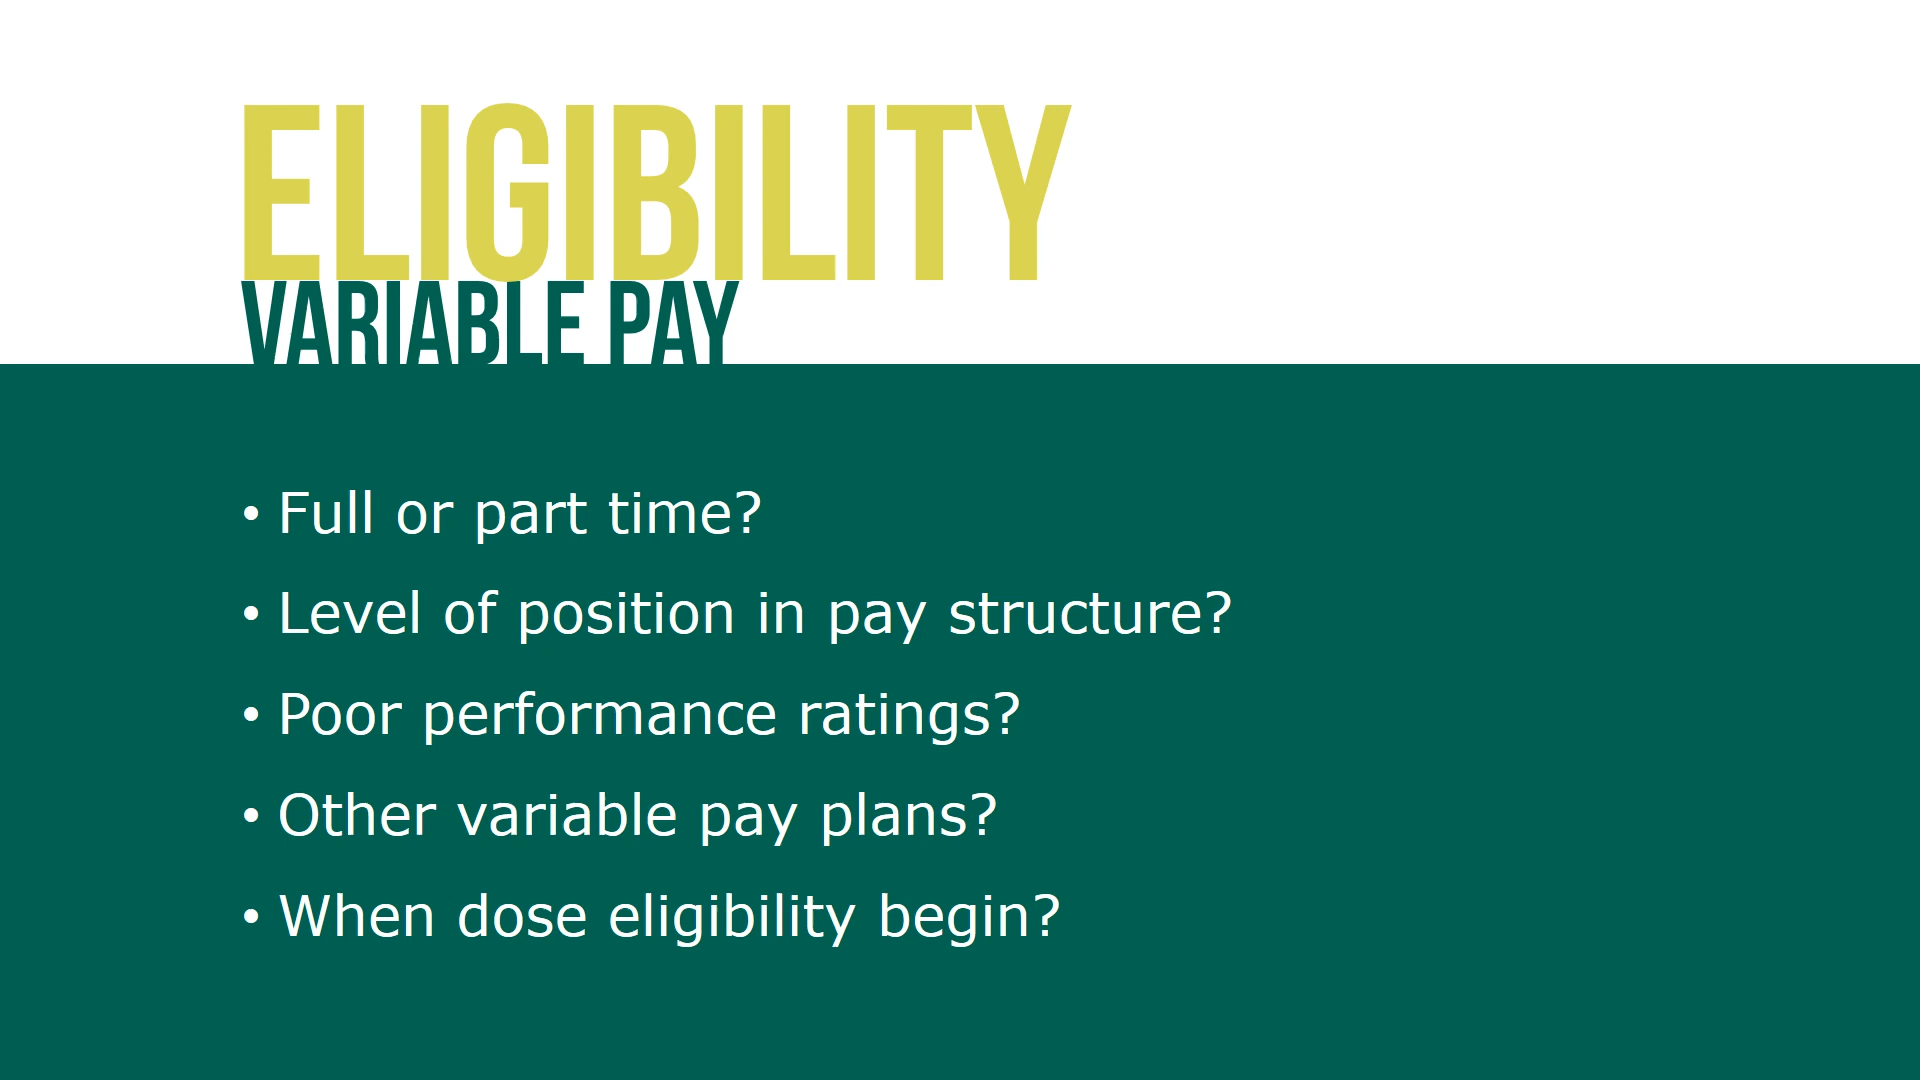 ELIGIBILITY
VARIABLE PAY
• Full or part time?
• Level of position in pay structure?
• Poor performance ratings?
• Other variable pay plans?
• When dose eligibility begin?